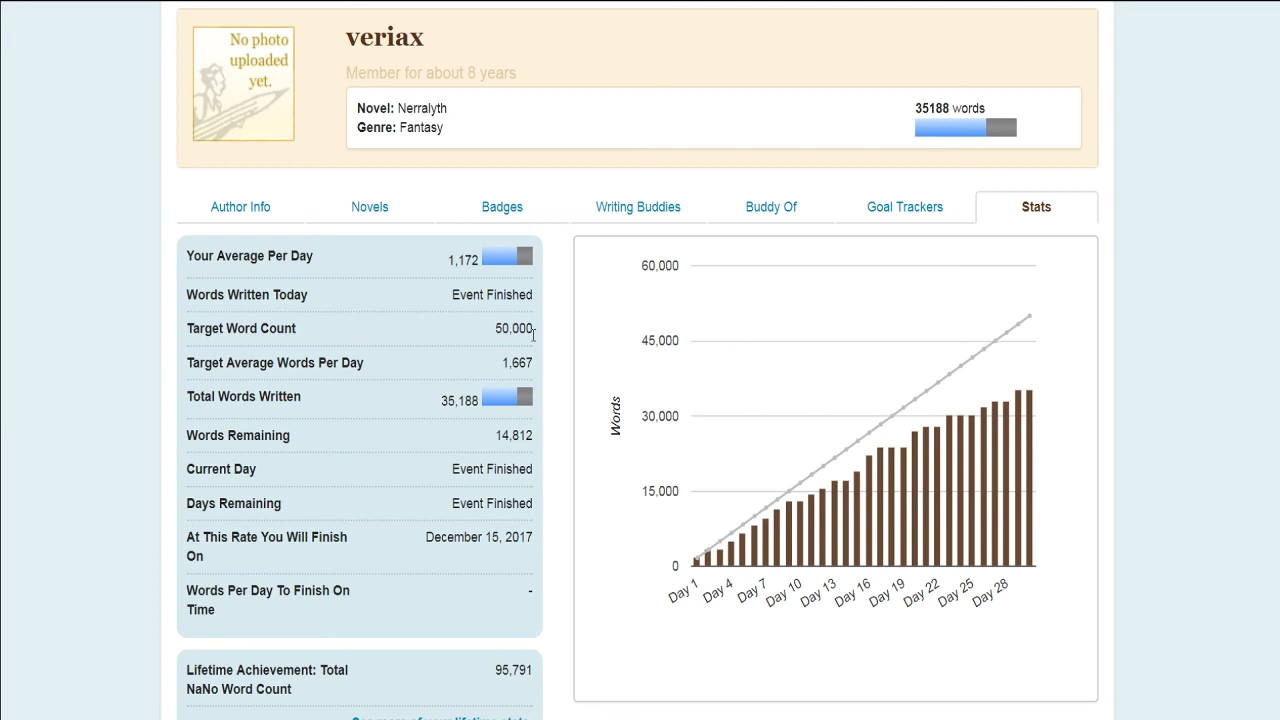 No photo
uploaded
yet.
veriax
Member for about 8 years
Novel: Nerralyth
Genre: Fantasy
35188 words
Author Info
Novels
Badges
Writing Buddies
Buddy Of
Goal Trackers
Stats
Your Average Per Day 1,172
Words Written Today Event Finished
Target Word Count 50,000
Target Average Words Per Day 1,667
Total Words Written 35,188
Words Remaining 14,812
Current Day Event Finished
Days Remaining Event Finished
At This Rate You Will Finish December 15, 2017
On
Words Per Day To Finish On -
Time
Lifetime Achievement: Total 95,791
NaNo Word Count
60,000
45,000
30,000
15,000
0
Words
Day 1
Day 4
Day 7
Day 10
Day 13
Day 16
Day 19
Day 22
Day 25
Day 28